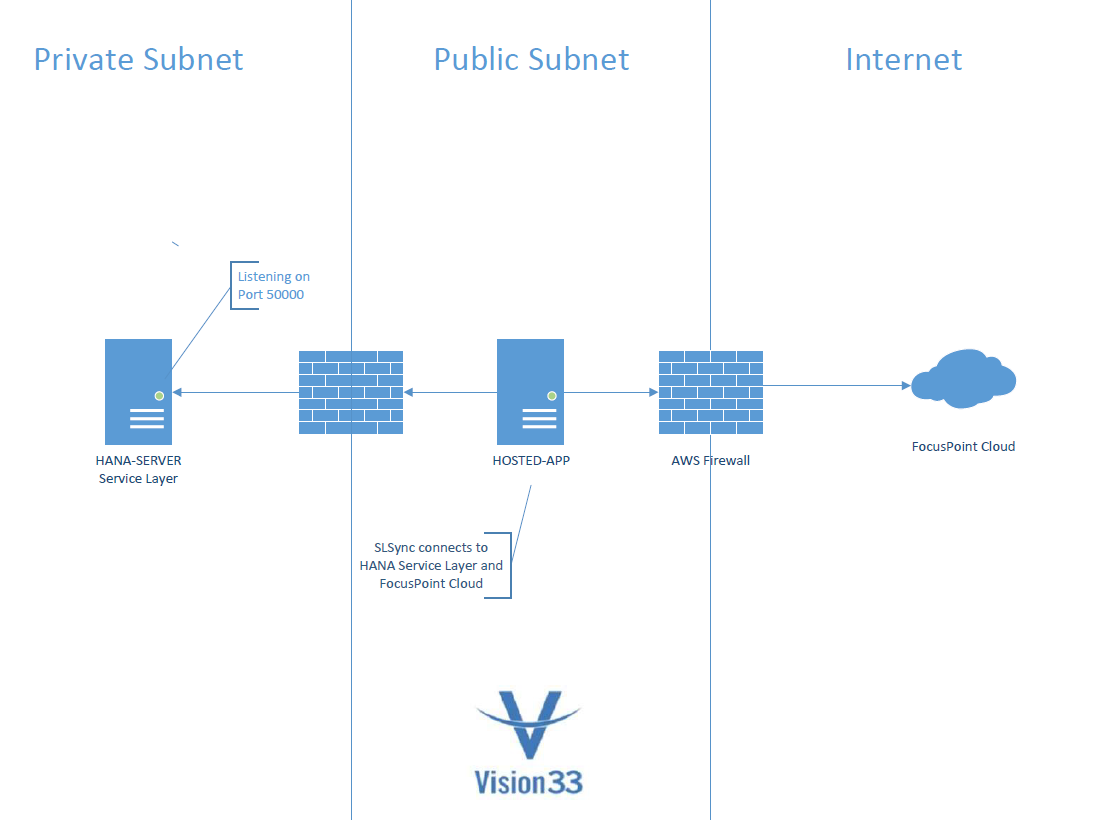 Private Subnet
Public Subnet
Internet
Listening on
Port 50000
HANA-SERVER
Service Layer
HOSTED-APP
AWS Firewall
FocusPoint Cloud
SLSync connects to
HANA Service Layer and
FocusPoint Cloud
Vision33